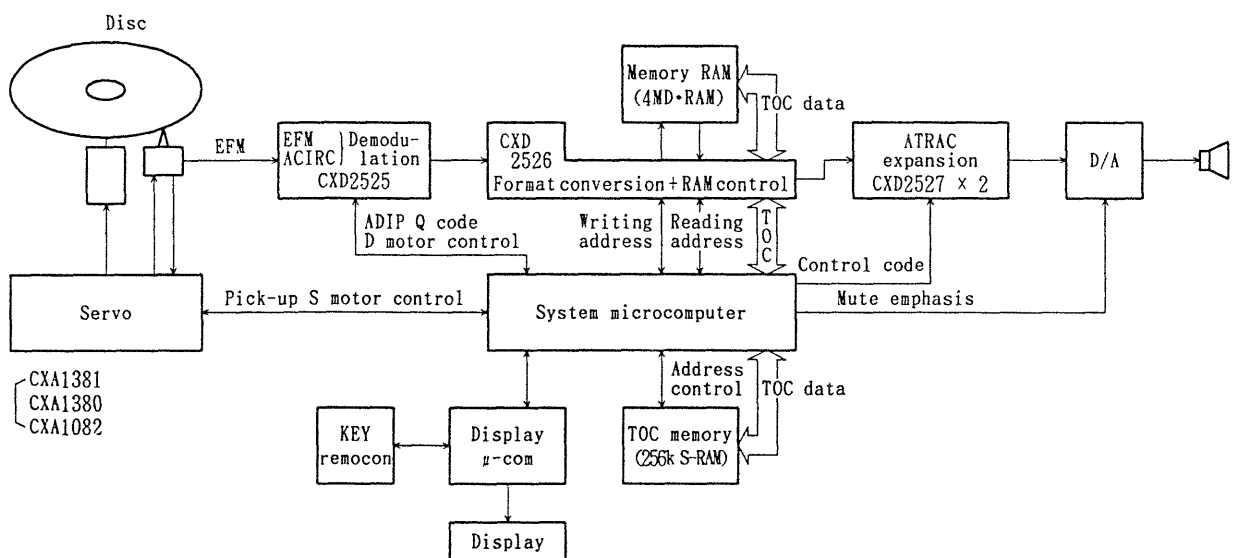 Disc
EFM
EFM
ACIRC
Demodu-
lation
CXD2525
CXD
2526
Format conversion+RAM control
Memory RAM
(4MD•RAM)
TOC data
ATRAC
expansion
CXD2527 × 2
D/A
ADIP Q code
D motor control
Writing
address
Reading
address
TOC
Control code
Mute emphasis
Servo
Pick-up S motor control
System microcomputer
CXA1381
CXA1380
CXA1082
Address
control
TOC data
KEY
remocon
Display
μ-com
TOC memory
(256k S-RAM)
Display